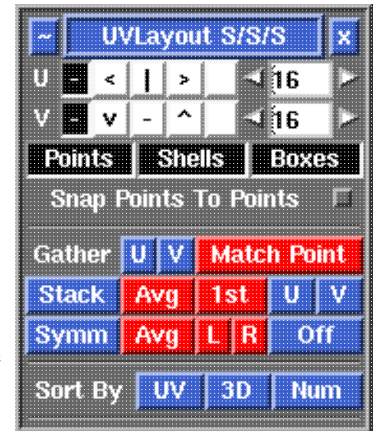 ~ UVLayout S/S/S x
U - < | > 16
V - v - ^ 16
Points Shells Boxes
Snap Points To Points
Gather U V Match Point
Stack Avg 1st U V
Symm Avg L R Off
Sort By UV 3D Num